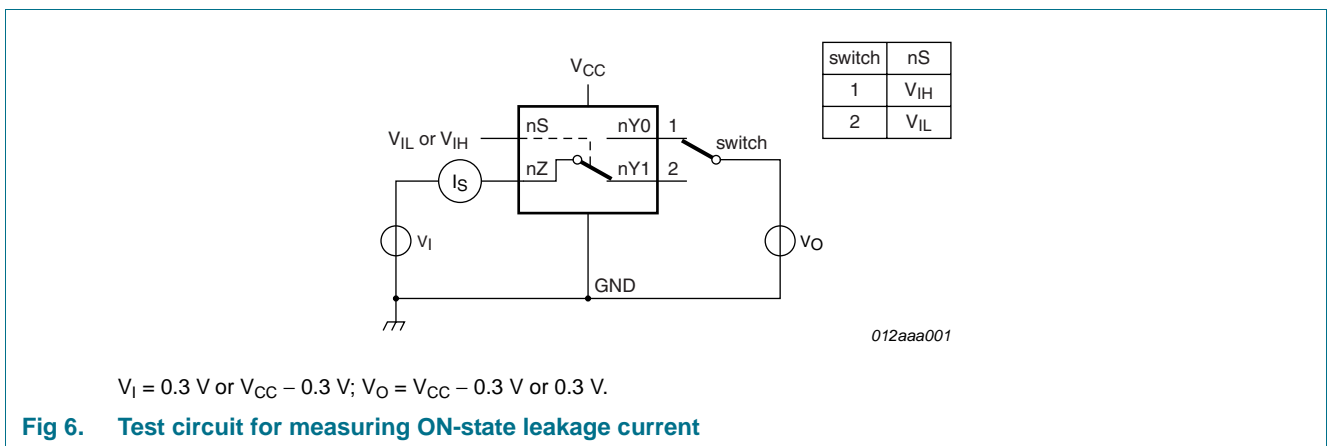 switch nS
1 VIH
2 VIL
VCC
VIL or VIH
nS
nY0
1
switch
nZ
nY1
2
IS
VI
VO
GND
012aaa001
VI = 0.3 V or VCC − 0.3 V; VO = VCC − 0.3 V or 0.3 V.
Fig 6. Test circuit for measuring ON-state leakage current